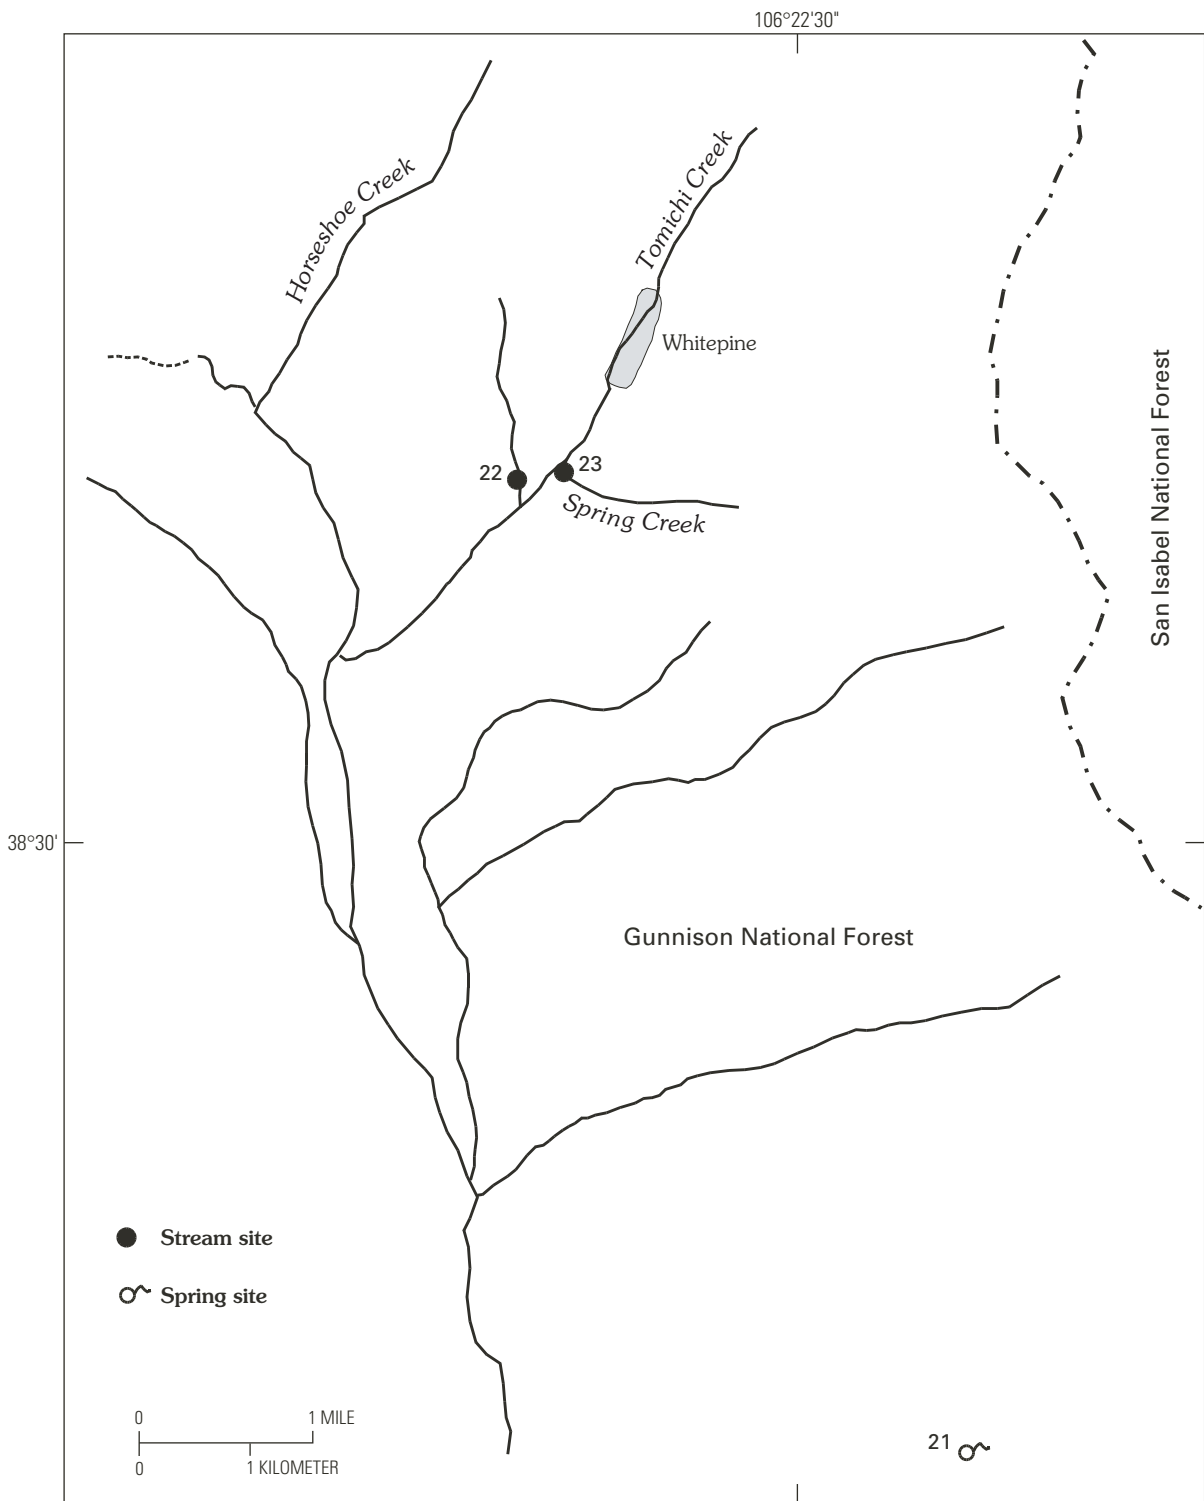 106°22'30"
Horseshoe Creek
Tomichi Creek
Whitepine
San Isabel National Forest
22
23
Spring Creek
38°30'
Gunnison National Forest
Stream site
Spring site
0 1 MILE
0 1 KILOMETER
21